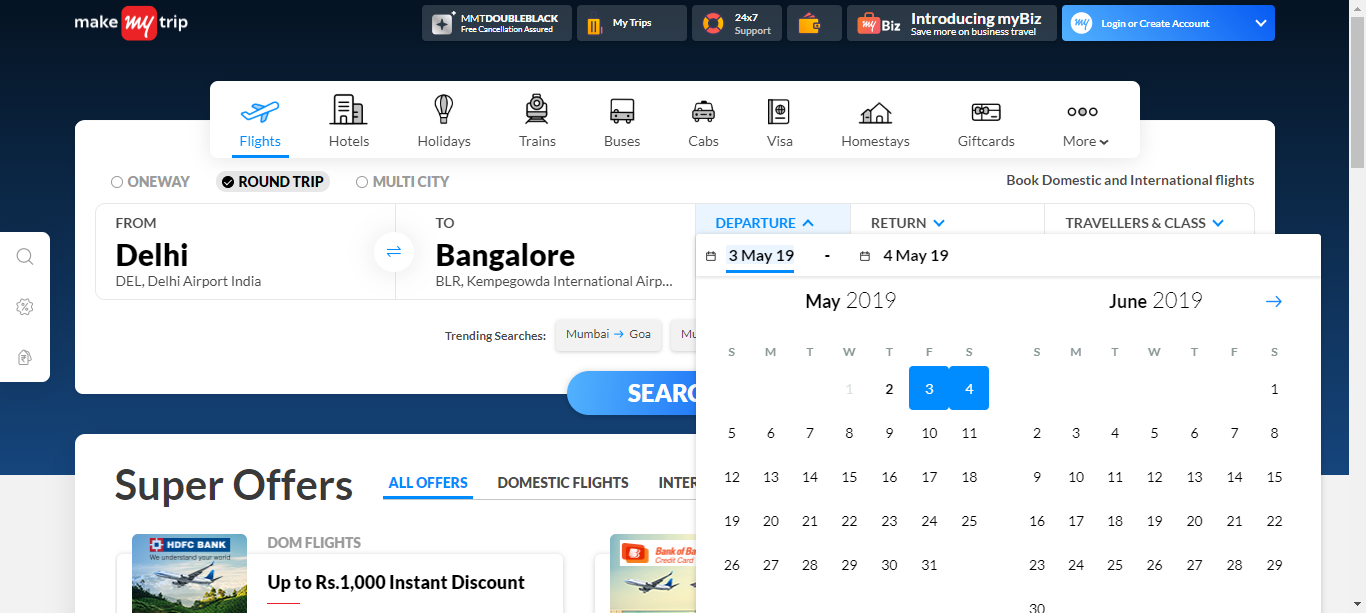 make my trip
MMTDOUBLEBLACK
Free Cancellation Assured
My Trips
24x7
Support
my Biz
Introducing myBiz
Save more on business travel
my
Login or Create Account
Flights
Hotels
Holidays
Trains
Buses
Cabs
Visa
Homestays
Giftcards
More
ONEWAY
ROUND TRIP
MULTI CITY
Book Domestic and International flights
FROM
Delhi
DEL, Delhi Airport India
TO
Bangalore
BLR, Kempegowda International Airp...
DEPARTURE
RETURN
TRAVELLERS & CLASS
3 May 19 - 4 May 19
Trending Searches:
Mumbai → Goa
Mu
SEARC
May 2019
S M T W T F S
1 2 3 4
5 6 7 8 9 10 11
12 13 14 15 16 17 18
19 20 21 22 23 24 25
26 27 28 29 30 31
June 2019
S M T W T F S
1
2 3 4 5 6 7 8
9 10 11 12 13 14 15
16 17 18 19 20 21 22
23 24 25 26 27 28 29
30
Super Offers
ALL OFFERS
DOMESTIC FLIGHTS
INTER
HDFC BANK
We understand your world
DOM FLIGHTS
Up to Rs.1,000 Instant Discount
Bank of Ba
Credit Card